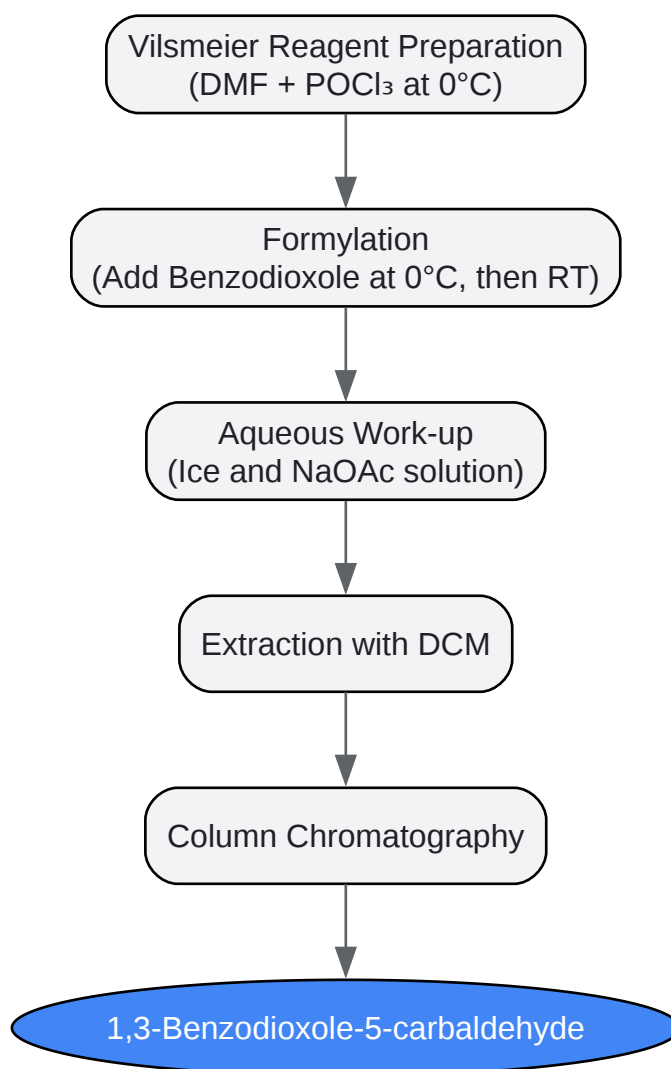 Vilsmeier Reagent Preparation
(DMF + POCl₃ at 0°C)
Formylation
(Add Benzodioxole at 0°C, then RT)
Aqueous Work-up
(Ice and NaOAc solution)
Extraction with DCM
Column Chromatography
1,3-Benzodioxole-5-carbaldehyde